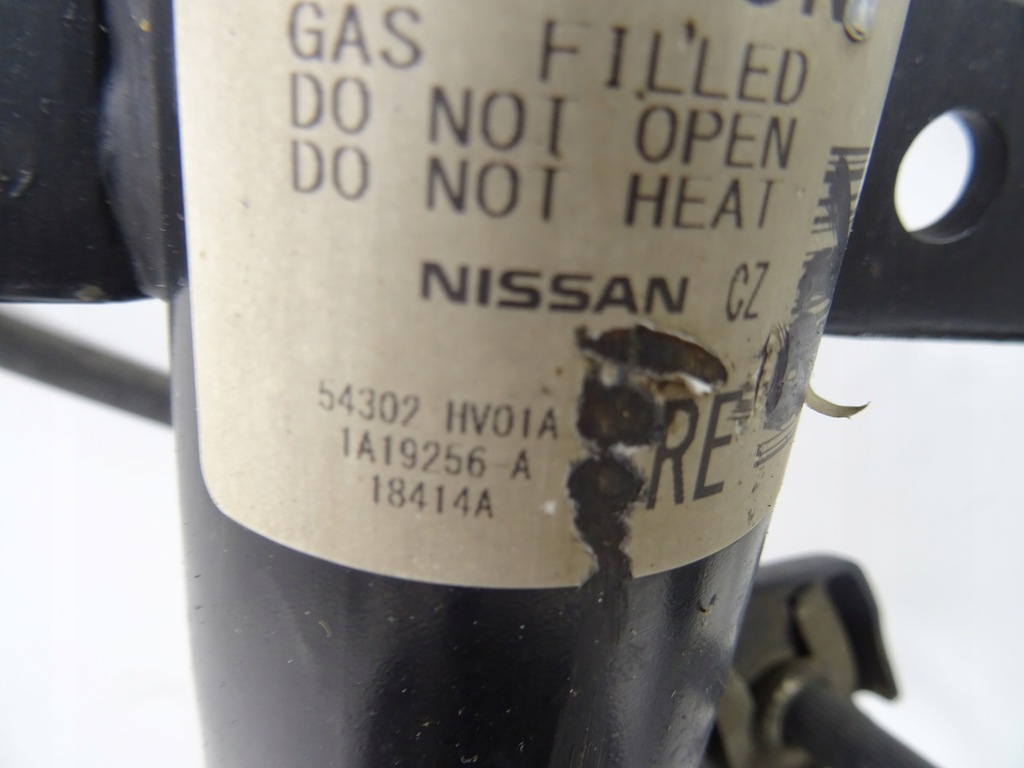 GAS FILLED
DO NOT OPEN
DO NOT HEAT
NISSAN CZ
54302 HV01A
1A19256 A
18414A
RE